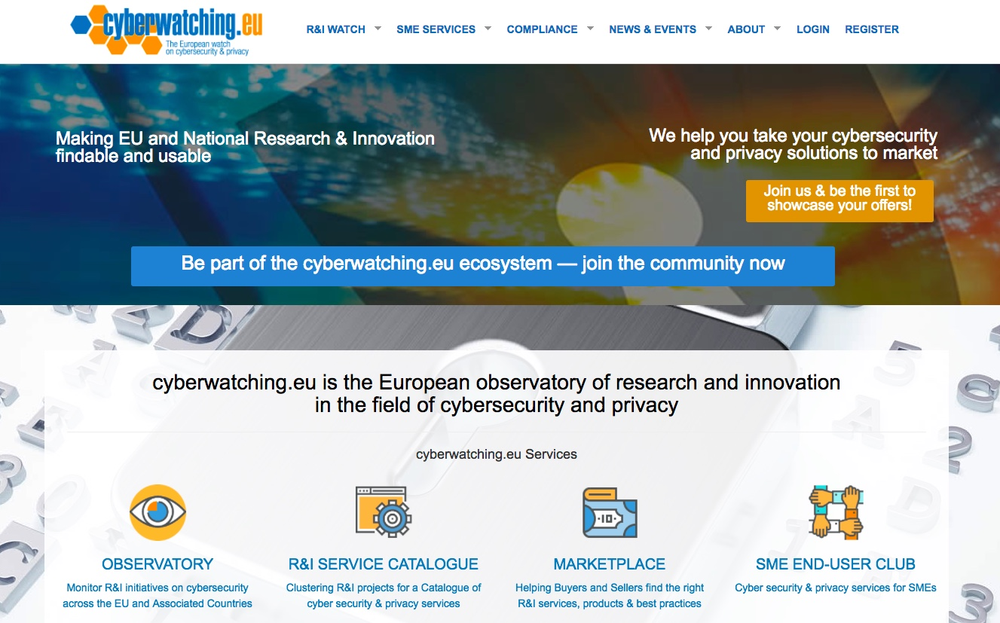 cyberwatching.eu
The European watch
on cybersecurity & privacy
R&I WATCH SME SERVICES COMPLIANCE NEWS & EVENTS ABOUT LOGIN REGISTER
Making EU and National Research & Innovation
findable and usable
We help you take your cybersecurity
and privacy solutions to market
Join us & be the first to
showcase your offers!
Be part of the cyberwatching.eu ecosystem — join the community now
cyberwatching.eu is the European observatory of research and innovation
in the field of cybersecurity and privacy
cyberwatching.eu Services
OBSERVATORY
Monitor R&I initiatives on cybersecurity
across the EU and Associated Countries
R&I SERVICE CATALOGUE
Clustering R&I projects for a Catalogue of
cyber security & privacy services
10
MARKETPLACE
Helping Buyers and Sellers find the right
R&I services, products & best practices
SME END-USER CLUB
Cyber security & privacy services for SMEs